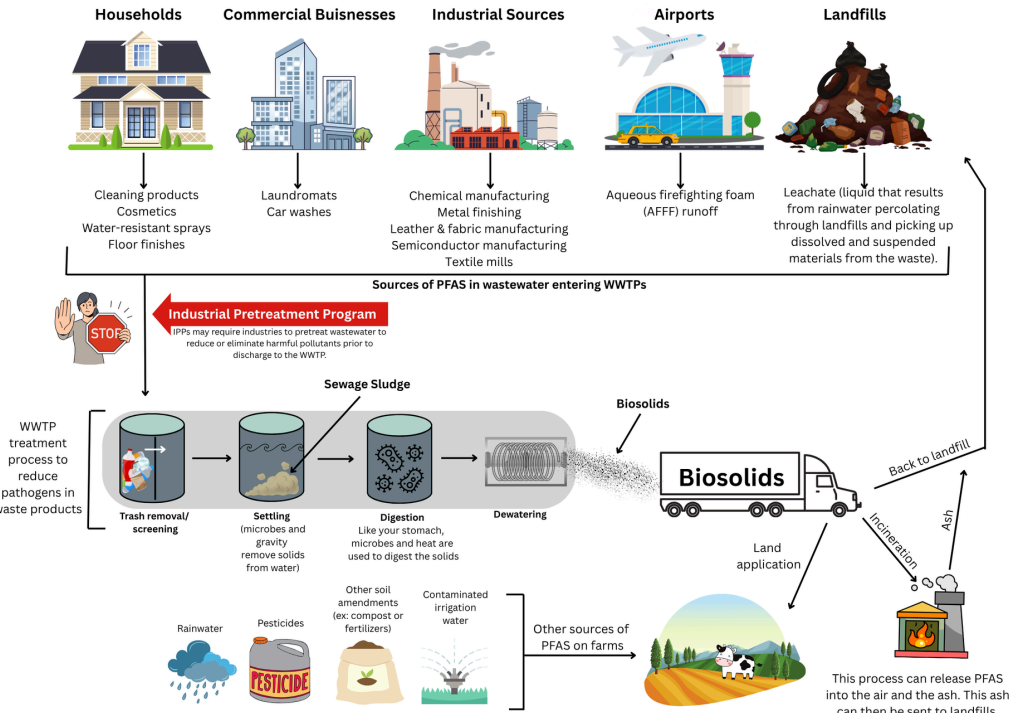 Households
Commercial Buisnesses
Industrial Sources
Airports
Landfills
Cleaning products
Cosmetics
Water-resistant sprays
Floor finishes
Laundromats
Car washes
Chemical manufacturing
Metal finishing
Leather & fabric manufacturing
Semiconductor manufacturing
Textile mills
Aqueous firefighting foam
(AFFF) runoff
Leachate (liquid that results
from rainwater percolating
through landfills and picking up
dissolved and suspended
materials from the waste).
Sources of PFAS in wastewater entering WWTPs
STOP
Industrial Pretreatment Program
IPPs may require industries to pretreat wastewater to
reduce or eliminate harmful pollutants prior to
discharge to the WWTP.
Sewage Sludge
Biosolids
WWTP
treatment
process to
reduce
pathogens in
waste products
Biosolids
Back to landfill
Ash
Incineration
Land
application
Trash removal/
screening
Settling
(microbes and
gravity
remove solids
from water)
Digestion
Like your stomach,
microbes and heat are
used to digest the solids
Dewatering
Rainwater
Pesticides
PESTICIDE
Other soil
amendments
(ex: compost or
fertilizers)
Contaminated
irrigation
water
Other sources of
PFAS on farms
This process can release PFAS
into the air and the ash. This ash
can then be sent to landfills